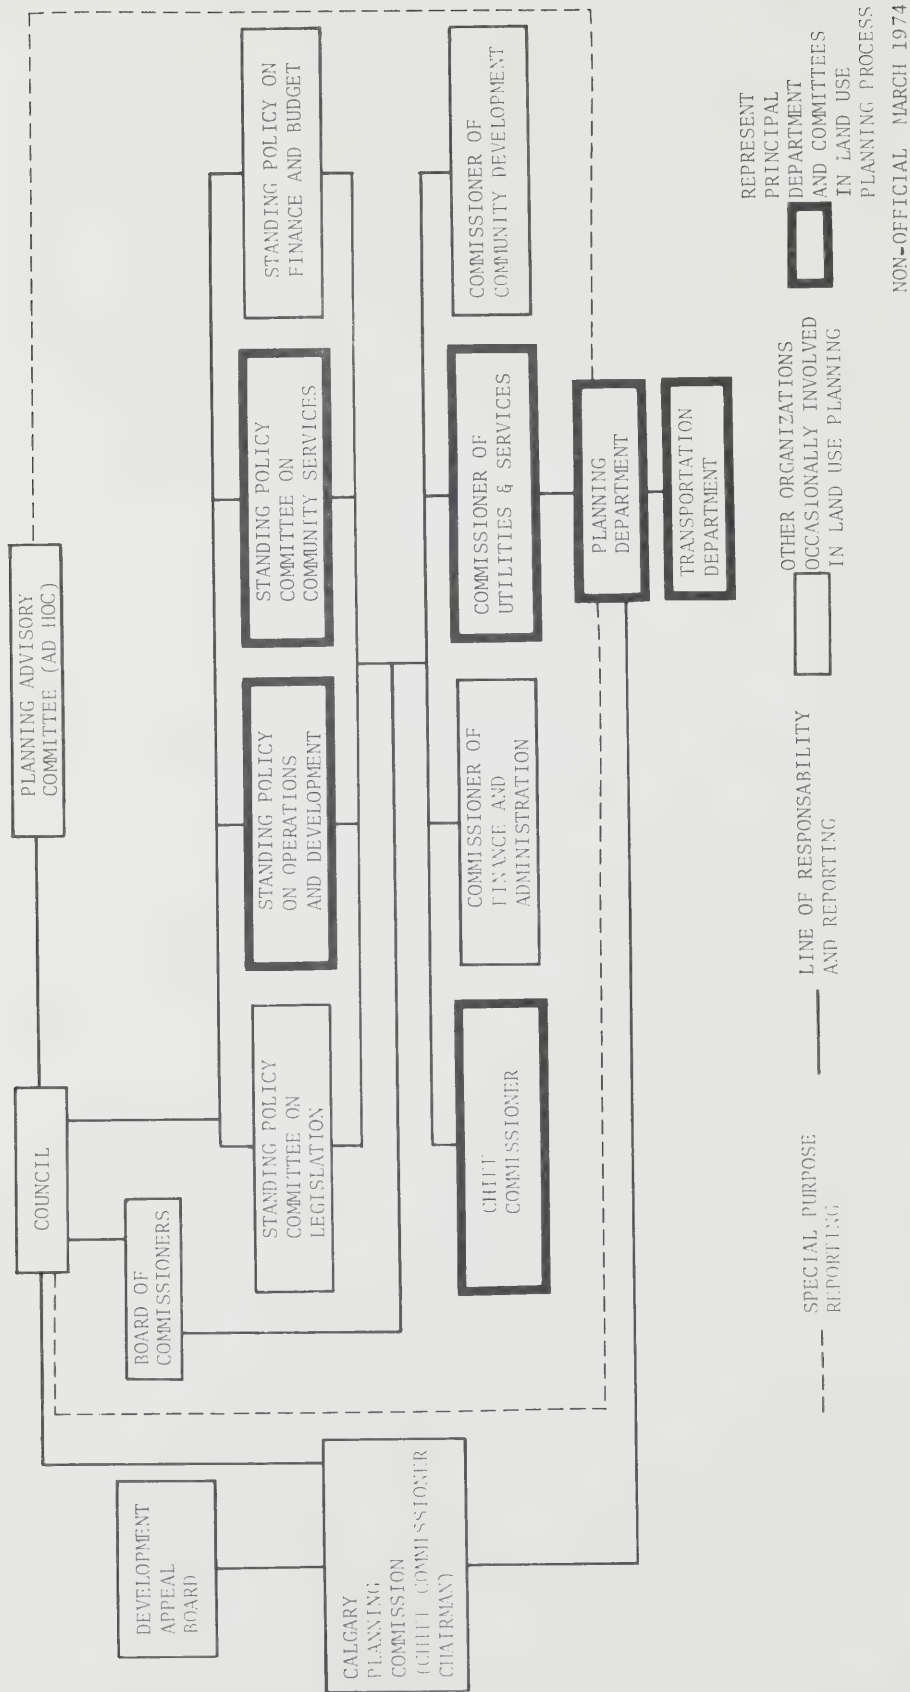 COUNCIL
PLANNING ADVISORY
COMMITTEE (AD HOC)
BOARD OF
COMMISSIONERS
DEVELOPMENT
APPEAL
BOARD
STANDING POLICY
COMMITTEE ON
LEGISLATION
STANDING POLICY
ON OPERATIONS
AND DEVELOPMENT
STANDING POLICY
COMMITTEE ON
COMMUNITY SERVICES
STANDING POLICY ON
FINANCE AND BUDGET
CALGARY
PLANNING
COMMISSION
(CHIEF COMMISSIONER
CHAIRMAN)
CHIEF
COMMISSIONER
COMMISSIONER OF
FINANCE AND
ADMINISTRATION
COMMISSIONER OF
UTILITIES & SERVICES
COMMISSIONER OF
COMMUNITY DEVELOPMENT
PLANNING
DEPARTMENT
TRANSPORTATION
DEPARTMENT
SPECIAL PURPOSE
REPORTING
LINE OF RESPONSABILITY
AND REPORTING
OTHER ORGANIZATIONS
OCCASIONALLY INVOLVED
IN LAND USE PLANNING
REPRESENT
PRINCIPAL
DEPARTMENT
AND COMMITTEES
IN LAND USE
PLANNING PROCESS
NON-OFFICIAL MARCH 1974